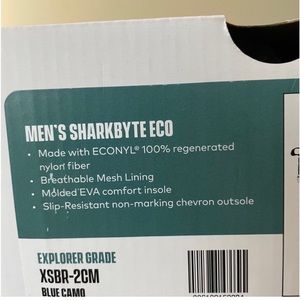 MEN'S SHARKBYTE ECO
• Made with ECONYL® 100% regenerated
nylon fiber
• Breathable Mesh Lining
• Molded EVA comfort insole
• Slip-Resistant non-marking chevron outsole
EXPLORER GRADE
XSBR-2CM
BLUE CAMO